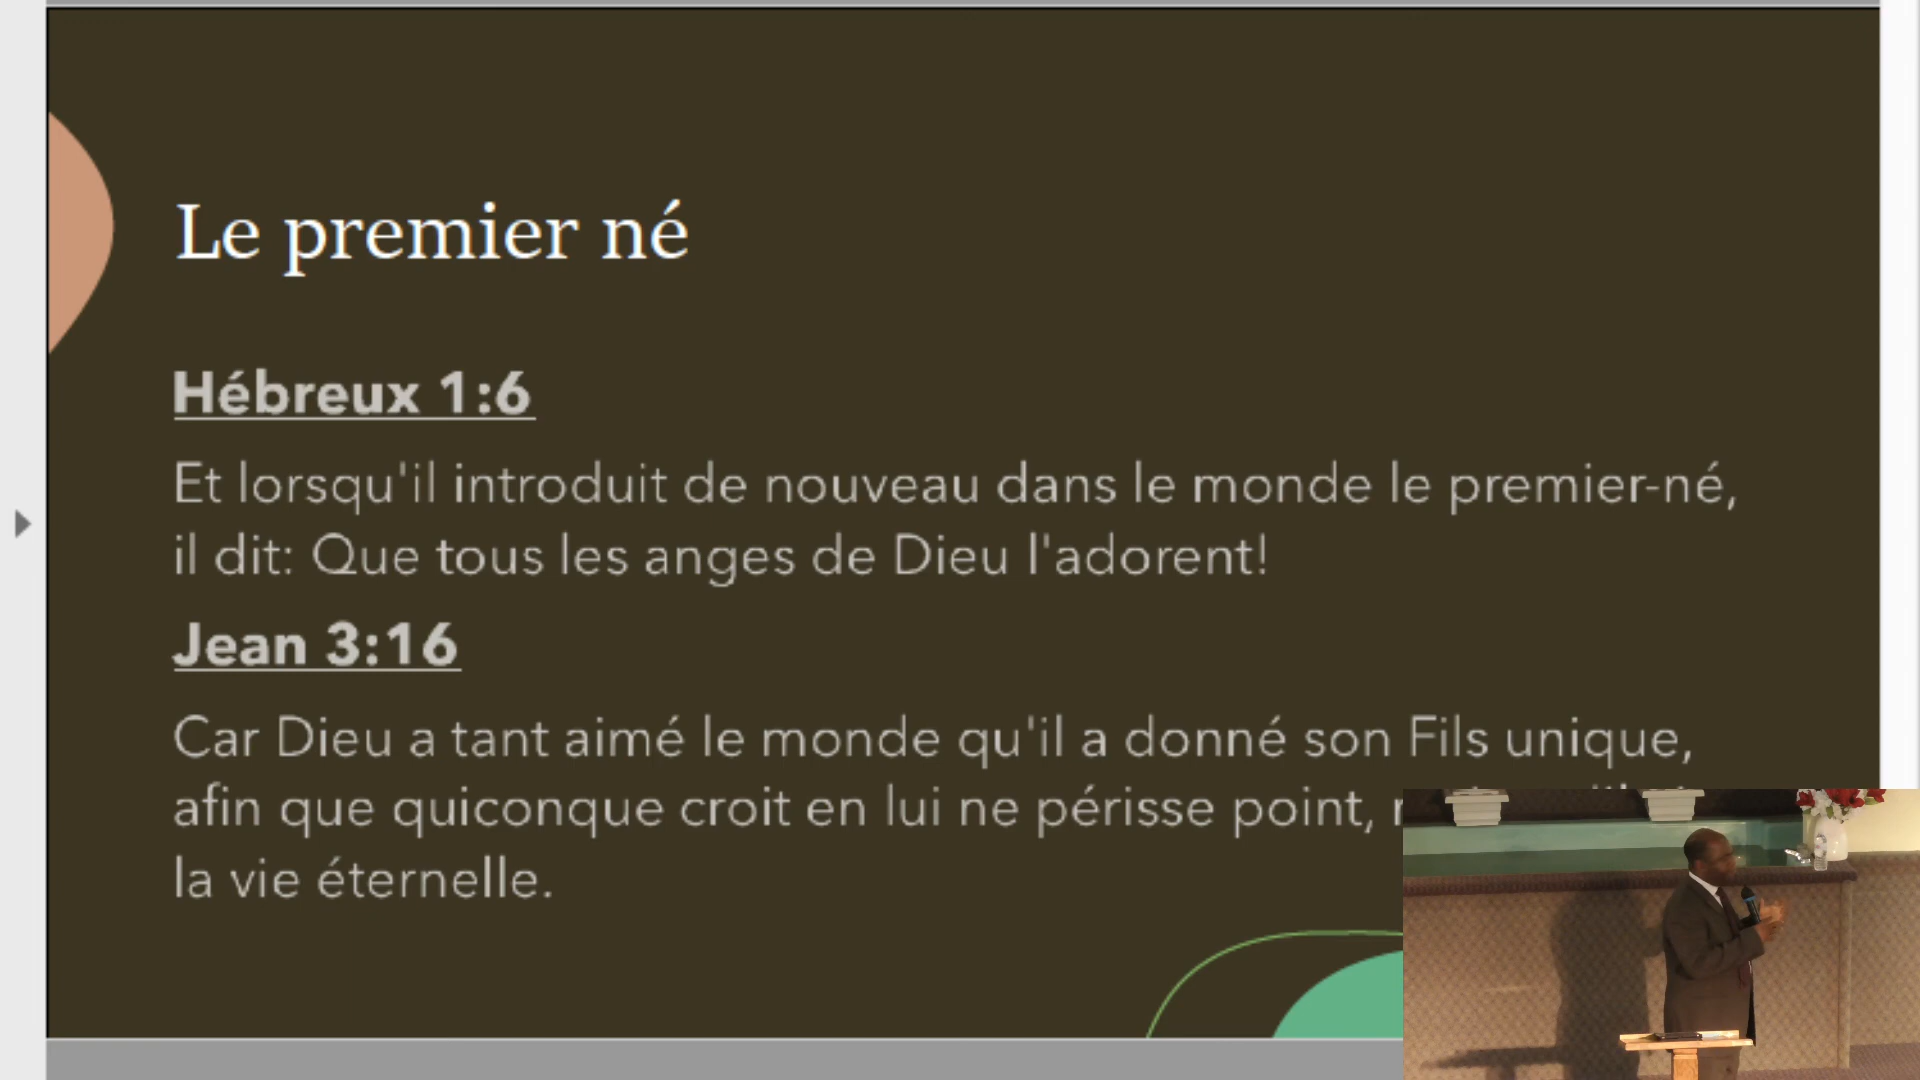 Le premier né
Hébreux 1:6
Et lorsqu'il introduit de nouveau dans le monde le premier-né,
il dit: Que tous les anges de Dieu l'adorent!
Jean 3:16
Car Dieu a tant aimé le monde qu'il a donné son Fils unique,
afin que quiconque croit en lui ne périsse point,
la vie éternelle.